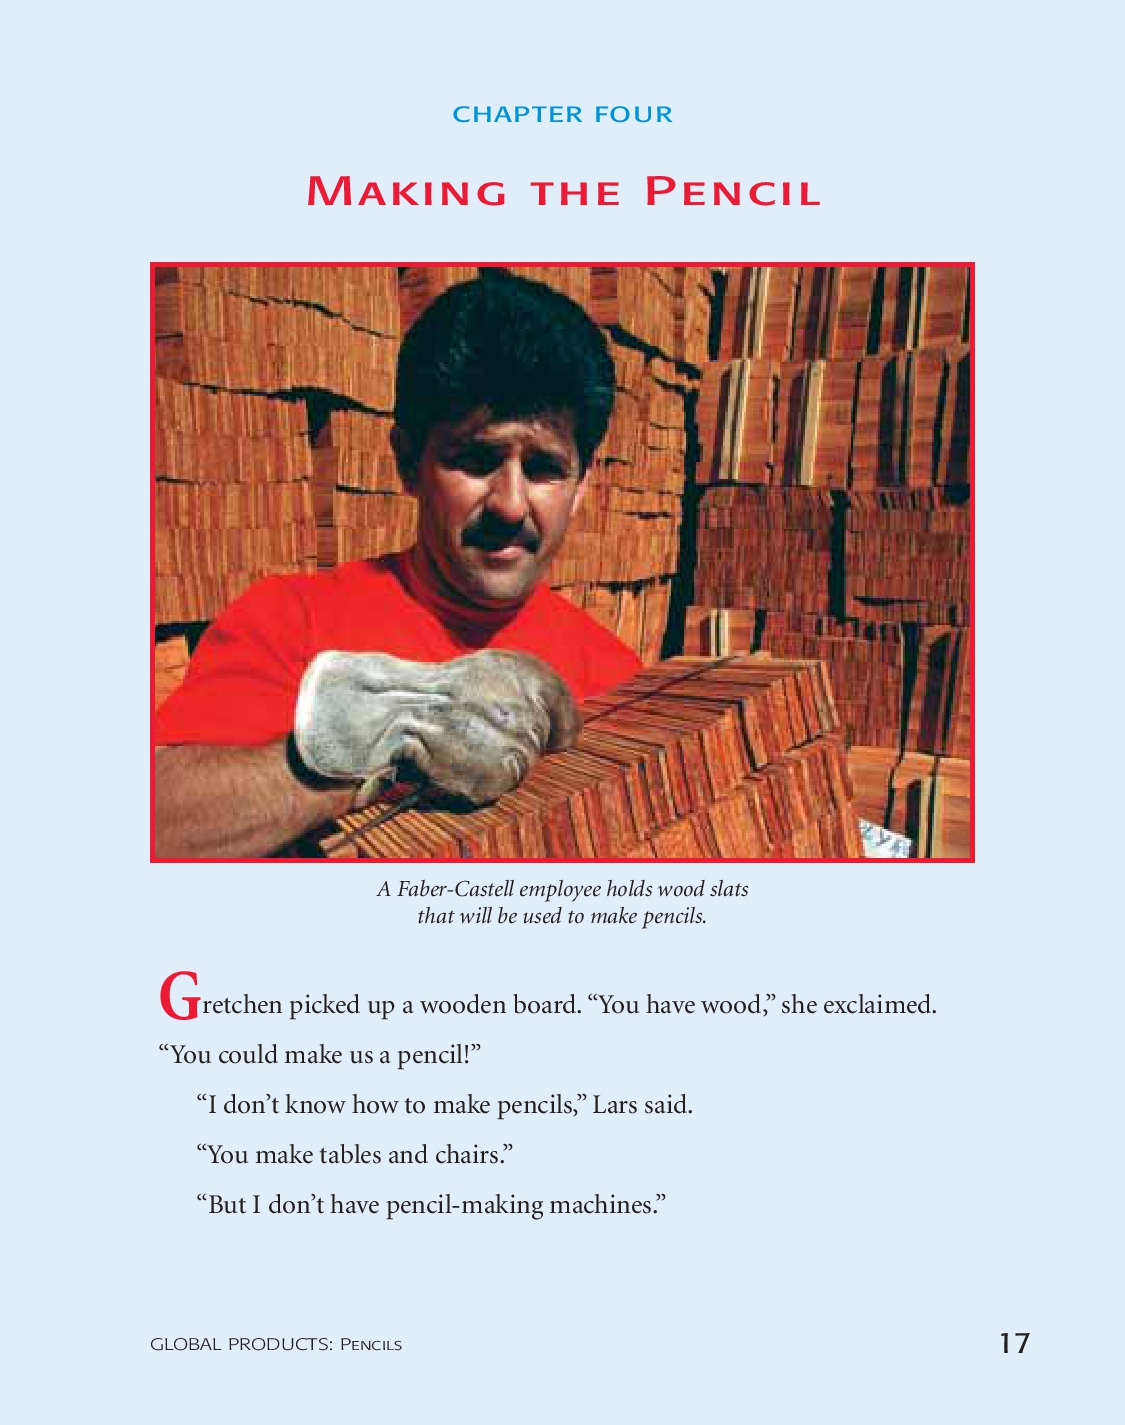 CHAPTER FOUR
MAKING THE PENCIL
A Faber-Castell employee holds wood slats
that will be used to make pencils.
Gretchen picked up a wooden board. “You have wood,” she exclaimed.
“You could make us a pencil!”
“I don’t know how to make pencils,” Lars said.
“You make tables and chairs.”
“But I don’t have pencil-making machines.”
GLOBAL PRODUCTS: PENCILS 17